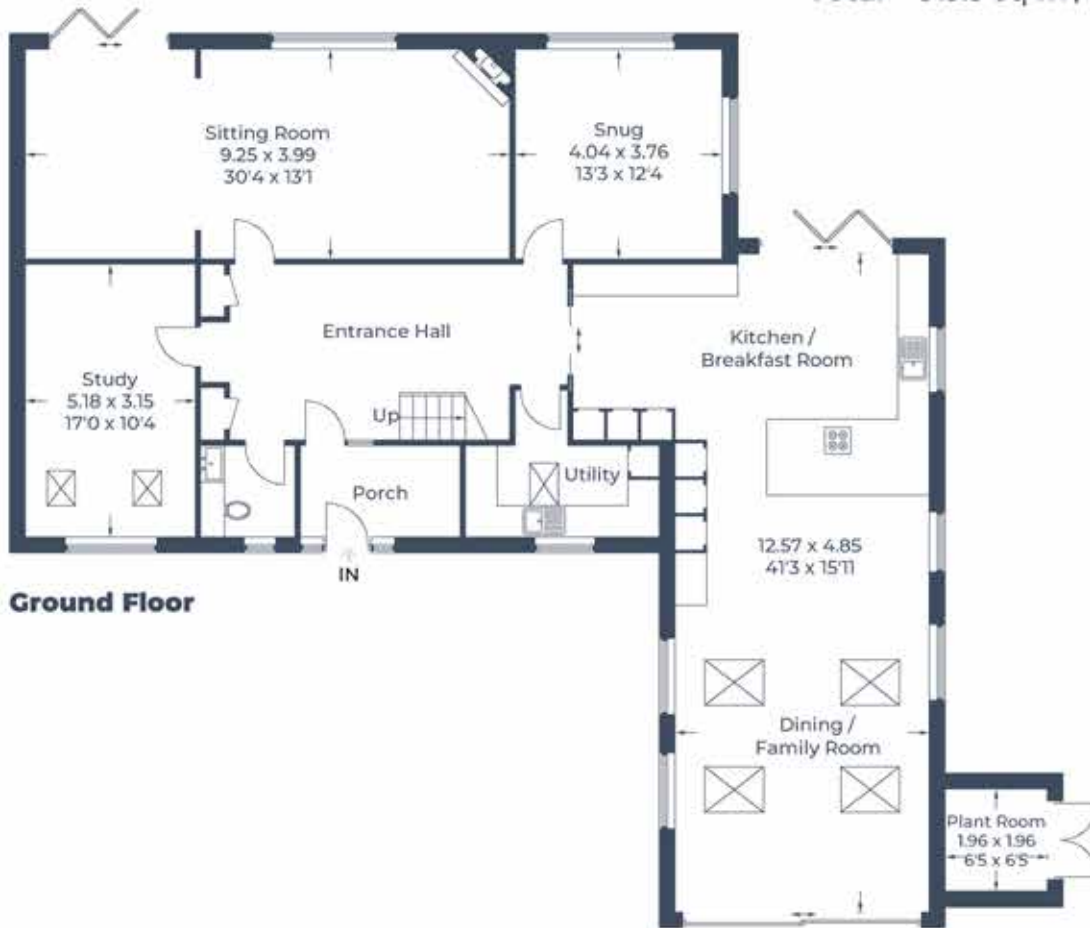 Sitting Room
9.25 x 3.99
30'4 x 13'1
Snug
4.04 x 3.76
13'3 x 12'4
Entrance Hall
Kitchen /
Breakfast Room
Study
5.18 x 3.15
17'0 x 10'4
Up
Porch
Utility
IN
12.57 x 4.85
41'3 x 15'11
Ground Floor
Dining /
Family Room
Plant Room
1.96 x 1.96
6'5 x 6'5